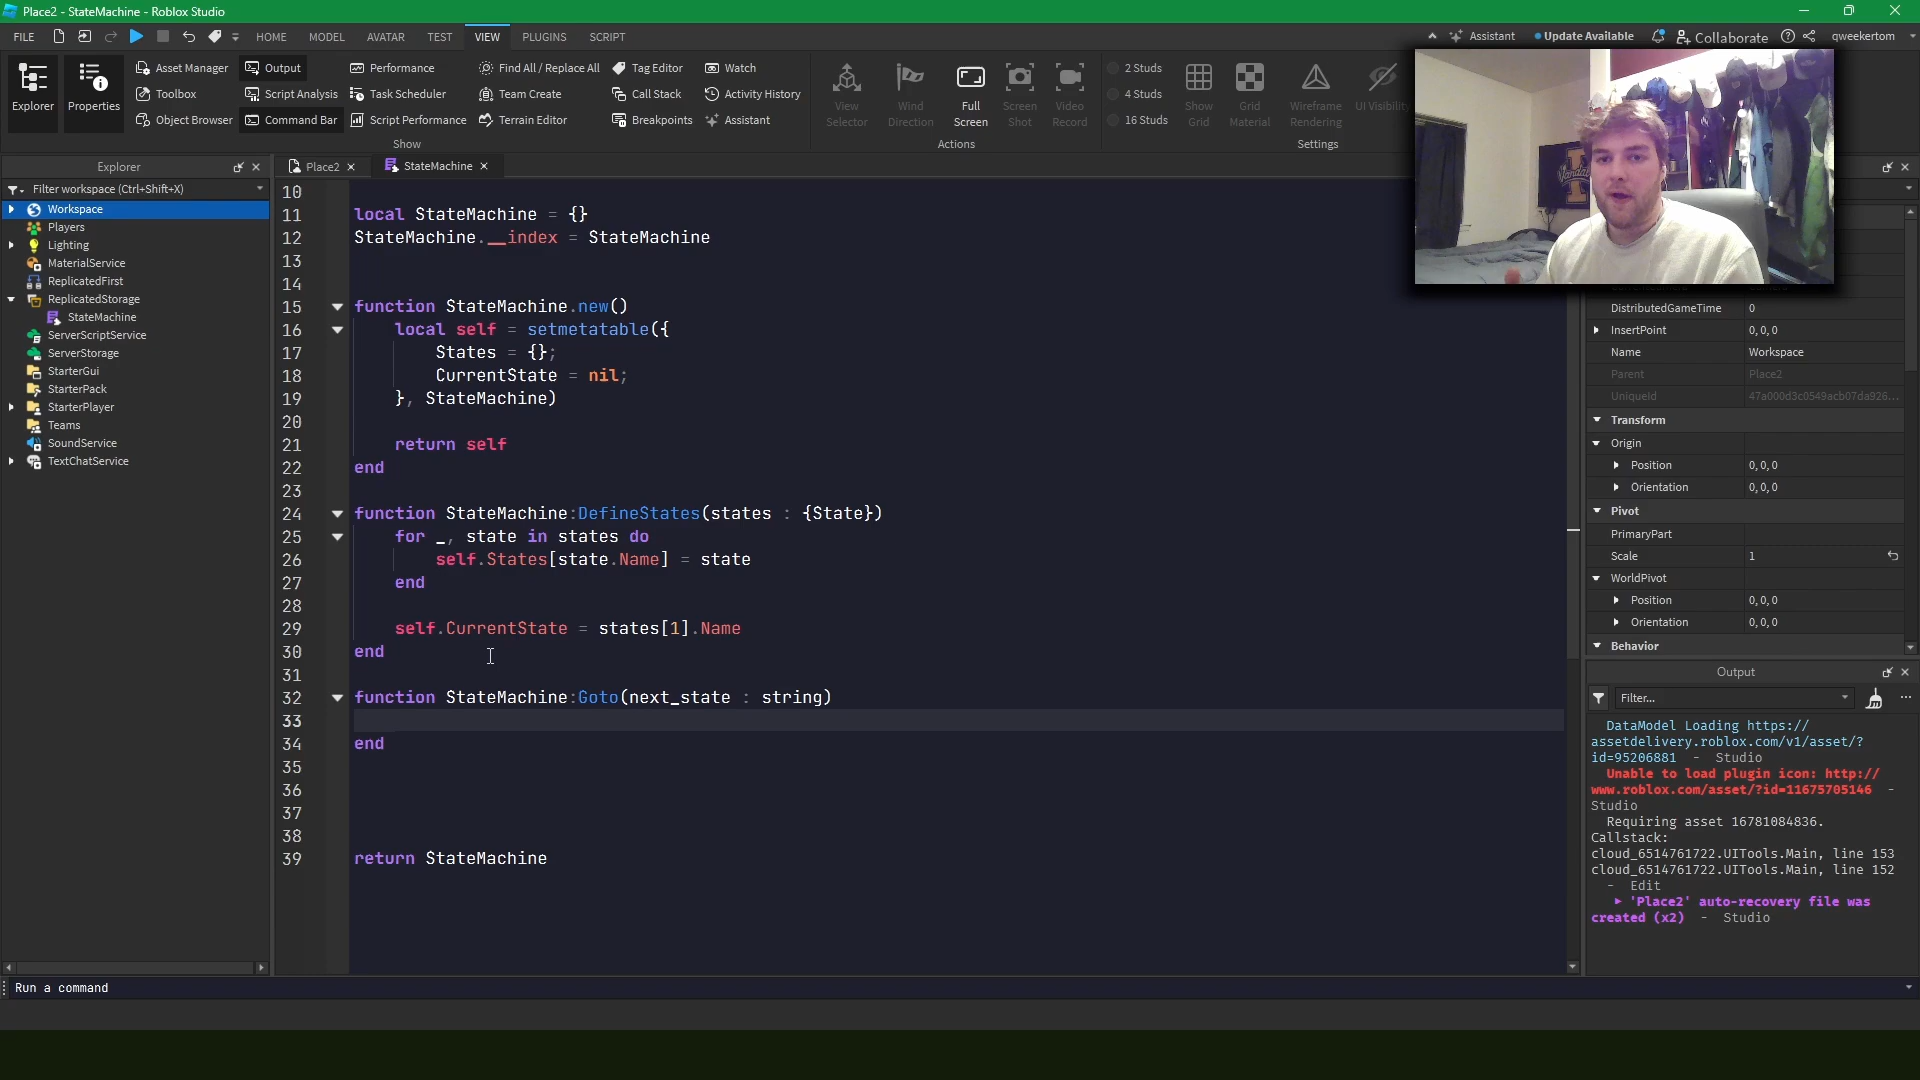 Place2 - StateMachine - Roblox Studio
FILE
HOME
MODEL
AVATAR
TEST
VIEW
PLUGINS
SCRIPT
Assistant
Update Available
Collaborate
qweekertom
Explorer
Properties
Asset Manager
Toolbox
Object Browser
Output
Script Analysis
Command Bar
Performance
Task Scheduler
Script Performance
Find All / Replace All
Team Create
Terrain Editor
Tag Editor
Call Stack
Breakpoints
Watch
Activity History
Assistant
Show
View Selector
Wind Direction
Full Screen
Screen Shot
Video Record
Actions
2 Studs
4 Studs
16 Studs
Show Grid
Grid Material
Wireframe Rendering
UI Visibility
Settings
Explorer
Filter workspace (Ctrl+Shift+X)
Workspace
Players
Lighting
MaterialService
ReplicatedFirst
ReplicatedStorage
StateMachine
ServerScriptService
ServerStorage
StarterGui
StarterPack
StarterPlayer
Teams
SoundService
TextChatService
Place2
StateMachine
10
11 local StateMachine = {}
12 StateMachine.__index = StateMachine
13
14
15 function StateMachine.new()
16 local self = setmetatable({
17 States = {};
18 CurrentState = nil;
19 }, StateMachine)
20
21 return self
22 end
23
24 function StateMachine:DefineStates(states : {State})
25 for _, state in states do
26 self.States[state.Name] = state
27 end
28
29 self.CurrentState = states[1].Name
30 end
31
32 function StateMachine:Goto(next_state : string)
33
34 end
35
36
37
38
39 return StateMachine
DistributedGameTime 0
InsertPoint 0, 0, 0
Name Workspace
Parent Place2
UniqueId 47a000d3c0549acb07da926...
Transform
Origin
Position 0, 0, 0
Orientation 0, 0, 0
Pivot
PrimaryPart
Scale 1
WorldPivot
Position 0, 0, 0
Orientation 0, 0, 0
Behavior
Output
Filter...
DataModel Loading https://
assetdelivery.roblox.com/v1/asset/?
id=95206881 - Studio
Unable to load plugin icon: http://
www.roblox.com/asset/?id=11675705146 -
Studio
Requiring asset 16781084836.
Callstack:
cloud_6514761722.UITools.Main, line 153
cloud_6514761722.UITools.Main, line 152
- Edit
'Place2' auto-recovery file was
created (x2) - Studio
Run a command